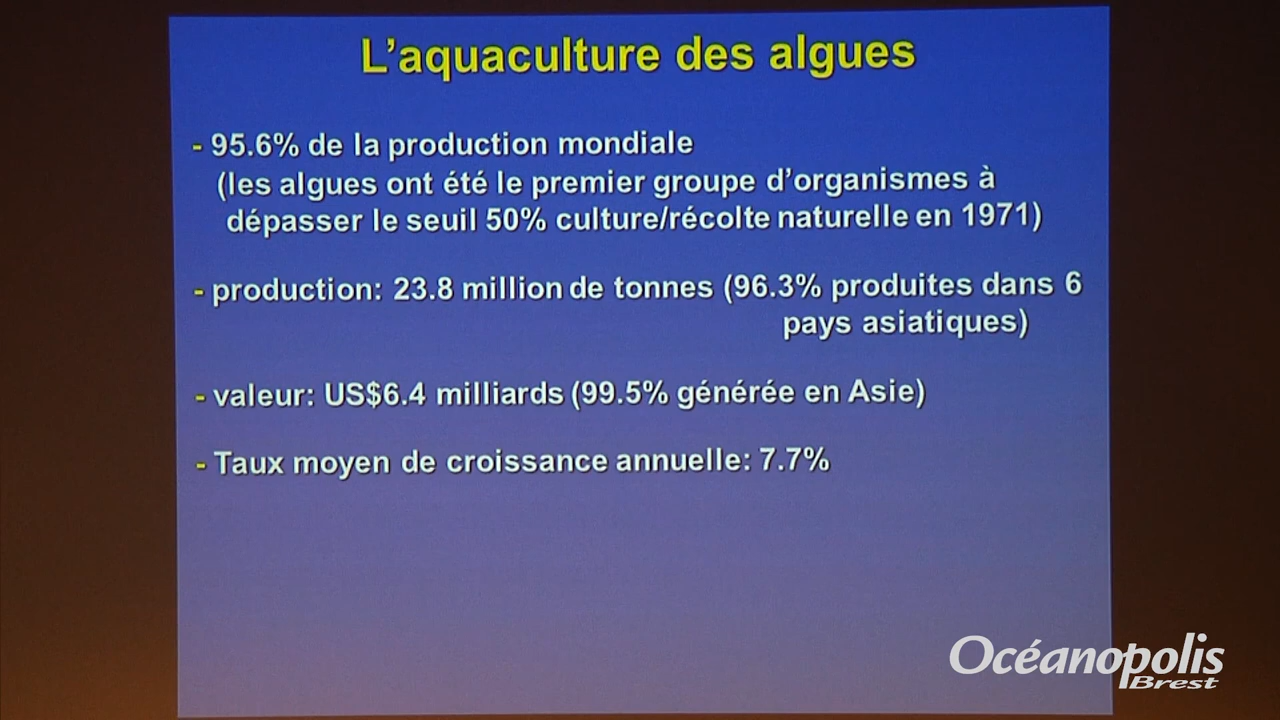 L'aquaculture des algues
- 95.6% de la production mondiale
(les algues ont été le premier groupe d'organismes à
dépasser le seuil 50% culture/récolte naturelle en 1971)
- production: 23.8 million de tonnes (96.3% produites dans 6
pays asiatiques)
- valeur: US$6.4 milliards (99.5% générée en Asie)
- Taux moyen de croissance annuelle: 7.7%
Océanopolis
Brest